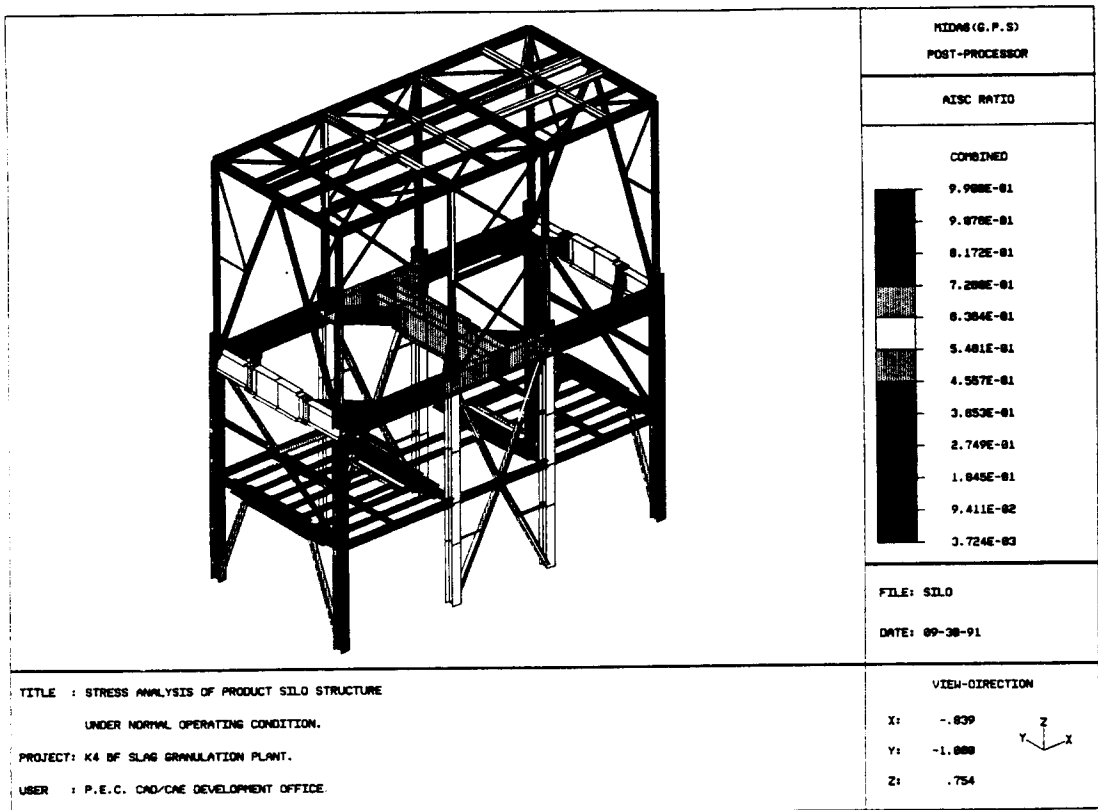 MIDAS(G.P.S)
POST-PROCESSOR
AISC RATIO
COMBINED
9.980E-01
9.076E-01
8.172E-01
7.268E-01
6.364E-01
5.461E-01
4.557E-01
3.653E-01
2.749E-01
1.845E-01
9.411E-02
3.724E-03
FILE: SILO
DATE: 09-30-91
TITLE : STRESS ANALYSIS OF PRODUCT SILO STRUCTURE
UNDER NORMAL OPERATING CONDITION.
PROJECT: K4 BF SLAG GRANULATION PLANT.
USER : P.E.C. CAD/CAE DEVELOPMENT OFFICE.
VIEW-DIRECTION
X: -.839
Y: -1.000
Z: .754
Z
Y X